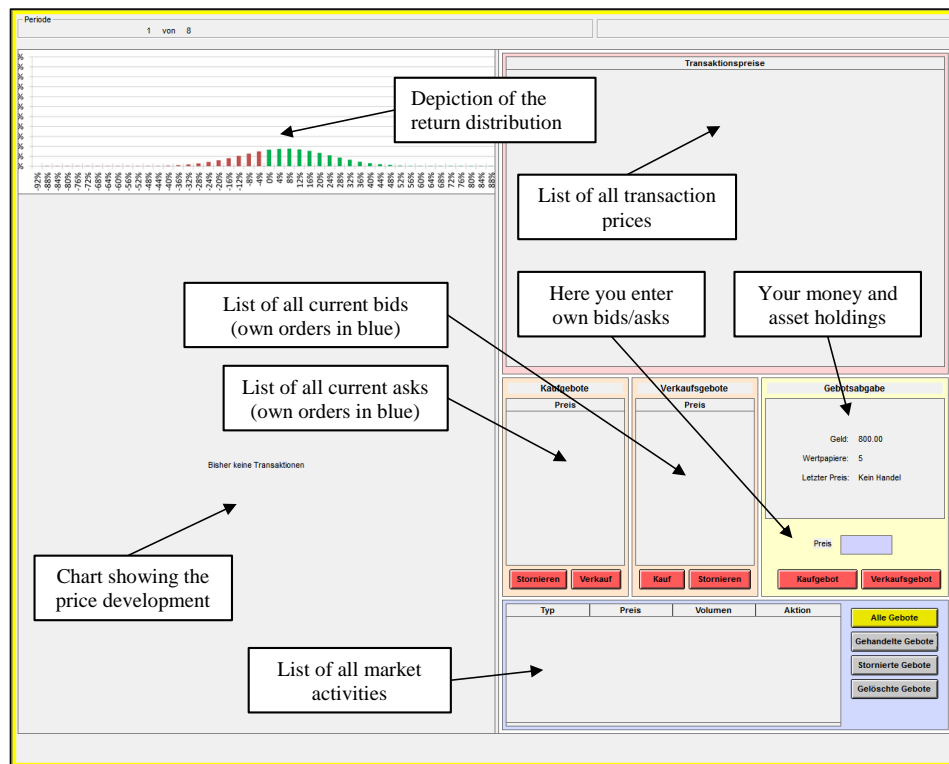 Periode
1 von 8
%
%
%
%
%
%
%
%
%
%
%
%
-92% -88% -84% -80% -76% -72% -68% -64% -60% -56% -52% -48% -44% -40% -36% -32% -28% -24% -20% -16% -12% -8% -4% 0% 4% 8% 12% 16% 20% 24% 28% 32% 36% 40% 44% 48% 52% 56% 60% 64% 68% 72% 76% 80% 84% 88%
Depiction of the
return distribution
Transaktionspreise
List of all transaction
prices
List of all current bids
(own orders in blue)
Here you enter
own bids/asks
Your money and
asset holdings
List of all current asks
(own orders in blue)
Kaufgebote
Preis
Stornieren Verkauf
Verkaufsgebote
Preis
Kauf Stornieren
Gebotsabgabe
Geld: 800.00
Wertpapiere: 5
Letzter Preis: Kein Handel
Preis
Kaufgebot Verkaufsgebot
Bisher keine Transaktionen
Chart showing the
price development
List of all market
activities
Typ Preis Volumen Aktion
Alle Gebote
Gehandelte Gebote
Stornierte Gebote
Gelöschte Gebote